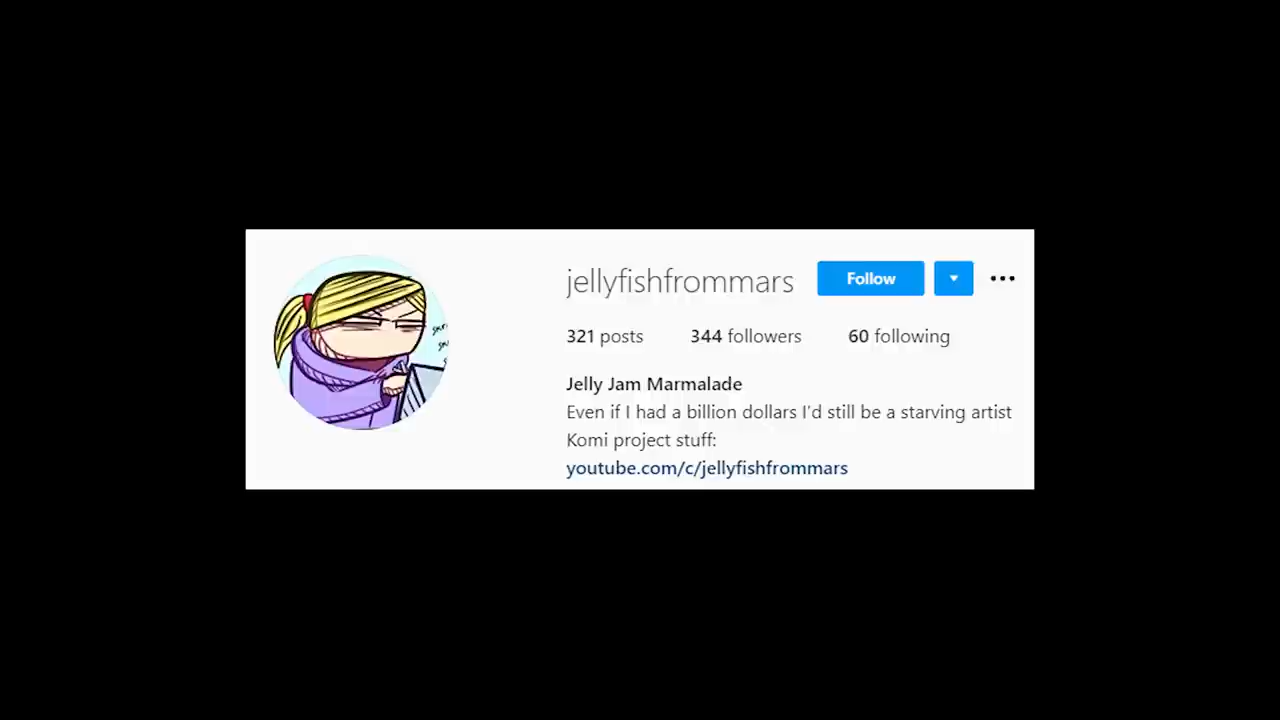 jellyfishfrommars Follow
321 posts 344 followers 60 following
Jelly Jam Marmalade
Even if I had a billion dollars I'd still be a starving artist
Komi project stuff:
youtube.com/c/jellyfishfrommars